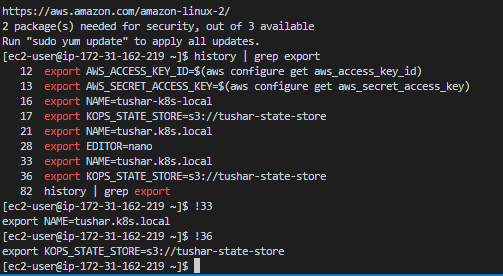 https://aws.amazon.com/amazon-linux-2/
2 package(s) needed for security, out of 3 available
Run "sudo yum update" to apply all updates.
[ec2-user@ip-172-31-162-219 ~]$ history | grep export
12 export AWS_ACCESS_KEY_ID=$(aws configure get aws_access_key_id)
13 export AWS_SECRET_ACCESS_KEY=$(aws configure get aws_secret_access_key)
16 export NAME=tushar-k8s-local
17 export KOPS_STATE_STORE=s3://tushar-state-store
21 export NAME=tushar.k8s.local
28 export EDITOR=nano
33 export NAME=tushar.k8s.local
36 export KOPS_STATE_STORE=s3://tushar-state-store
82 history | grep export
[ec2-user@ip-172-31-162-219 ~]$ !33
export NAME=tushar.k8s.local
[ec2-user@ip-172-31-162-219 ~]$ !36
export KOPS_STATE_STORE=s3://tushar-state-store
[ec2-user@ip-172-31-162-219 ~]$